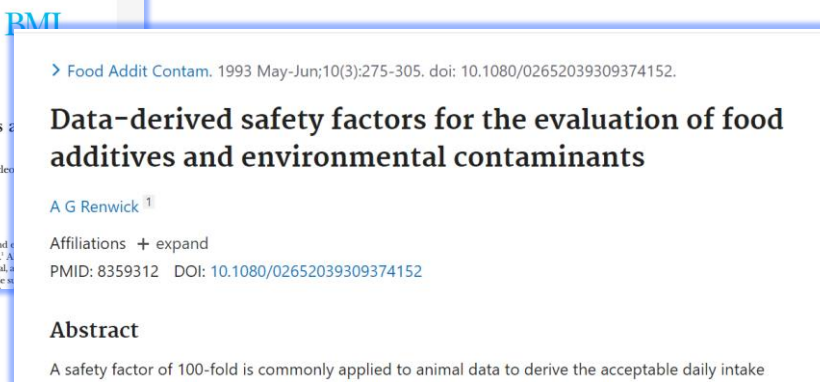 BMJ
> Food Addit Contam. 1993 May-Jun;10(3):275-305. doi: 10.1080/02652039309374152.
Data-derived safety factors for the evaluation of food
additives and environmental contaminants
A G Renwick 1
Affiliations + expand
PMID: 8359312 DOI: 10.1080/02652039309374152
Abstract
A safety factor of 100-fold is commonly applied to animal data to derive the acceptable daily intake